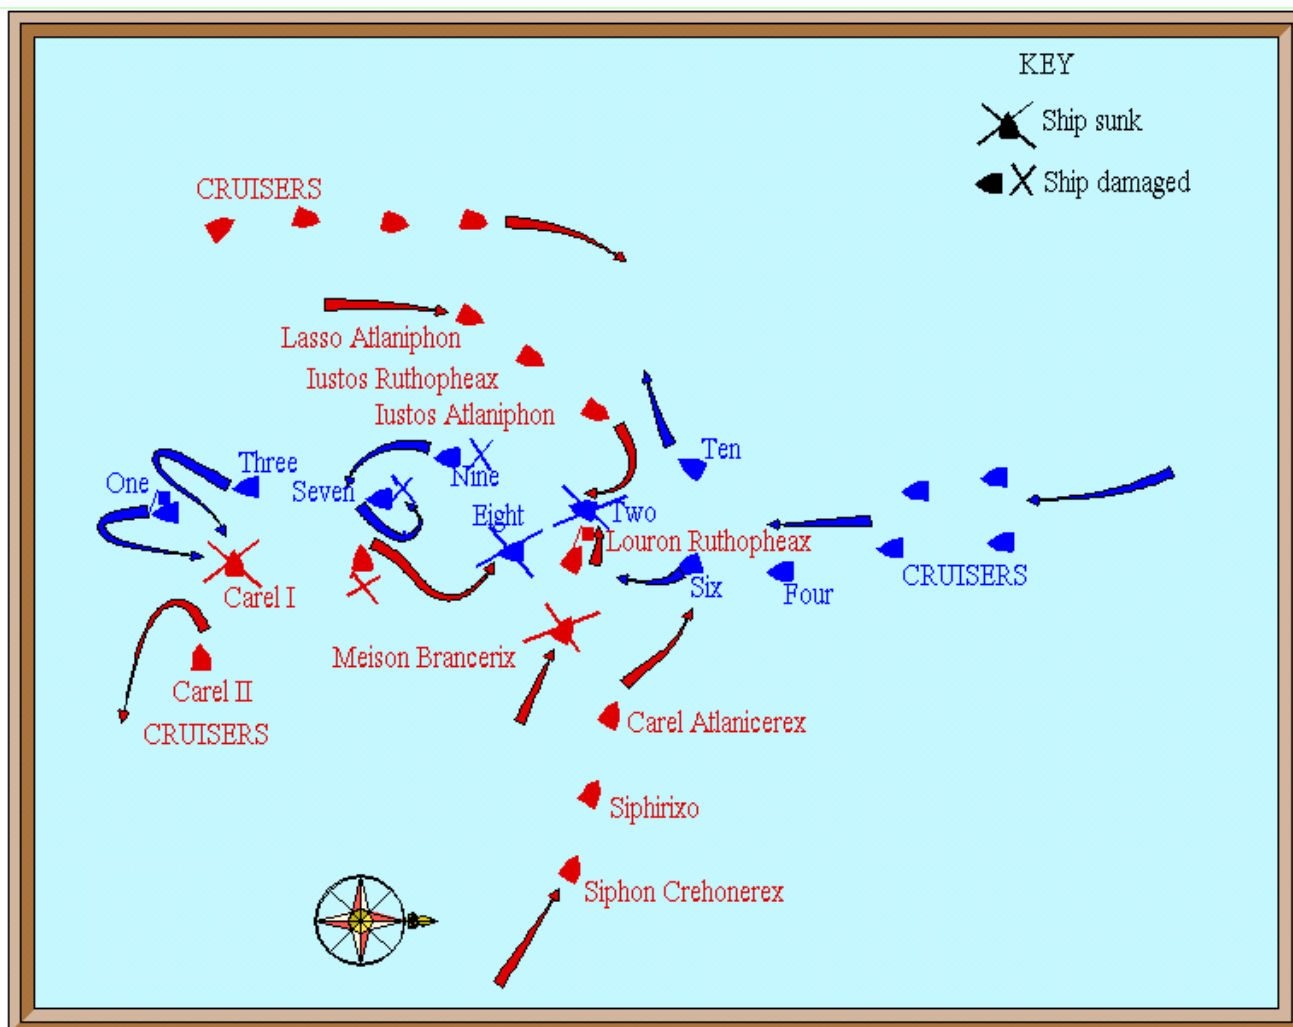 KEY
Ship sunk
Ship damaged
CRUISERS
Lasso Atlaniphon
Iustos Ruthopheax
Iustos Atlaniphon
Ten
Three
Nine
One
Seven
Eight
Two
Louron Ruthopheax
CRUISERS
Six
Four
Carel I
Meison Brancerix
Carel II
Carel Atlanicerex
CRUISERS
Siphirixo
Siphon Crehonerex